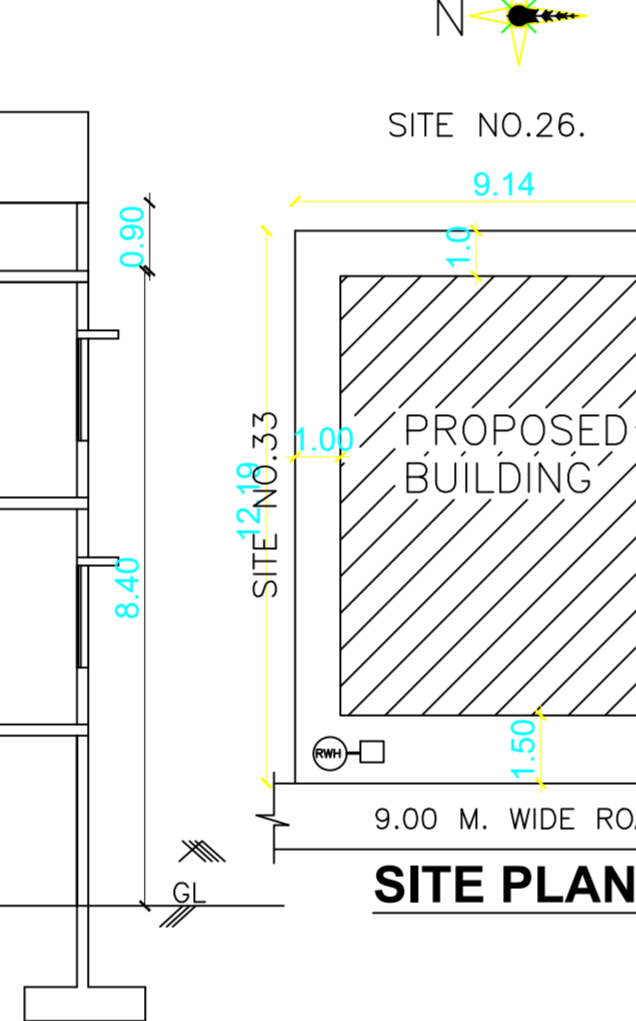 N
SITE NO.26.
9.14
0.90
1.0
PROPOSED
BUILDING
1.00
SITE NO.33
12.19
8.40
1.50
RWH
9.00 M. WIDE
GL
SITE PLAN